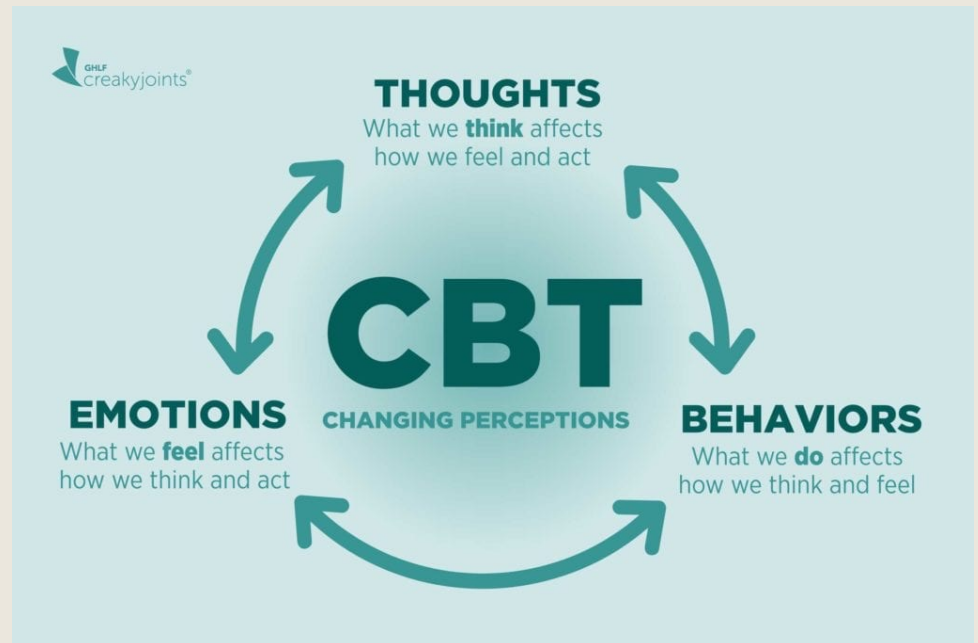 GHLF
creakyjoints®
THOUGHTS
What we think affects
how we feel and act
CBT
CHANGING PERCEPTIONS
EMOTIONS
What we feel affects
how we think and act
BEHAVIORS
What we do affects
how we think and feel